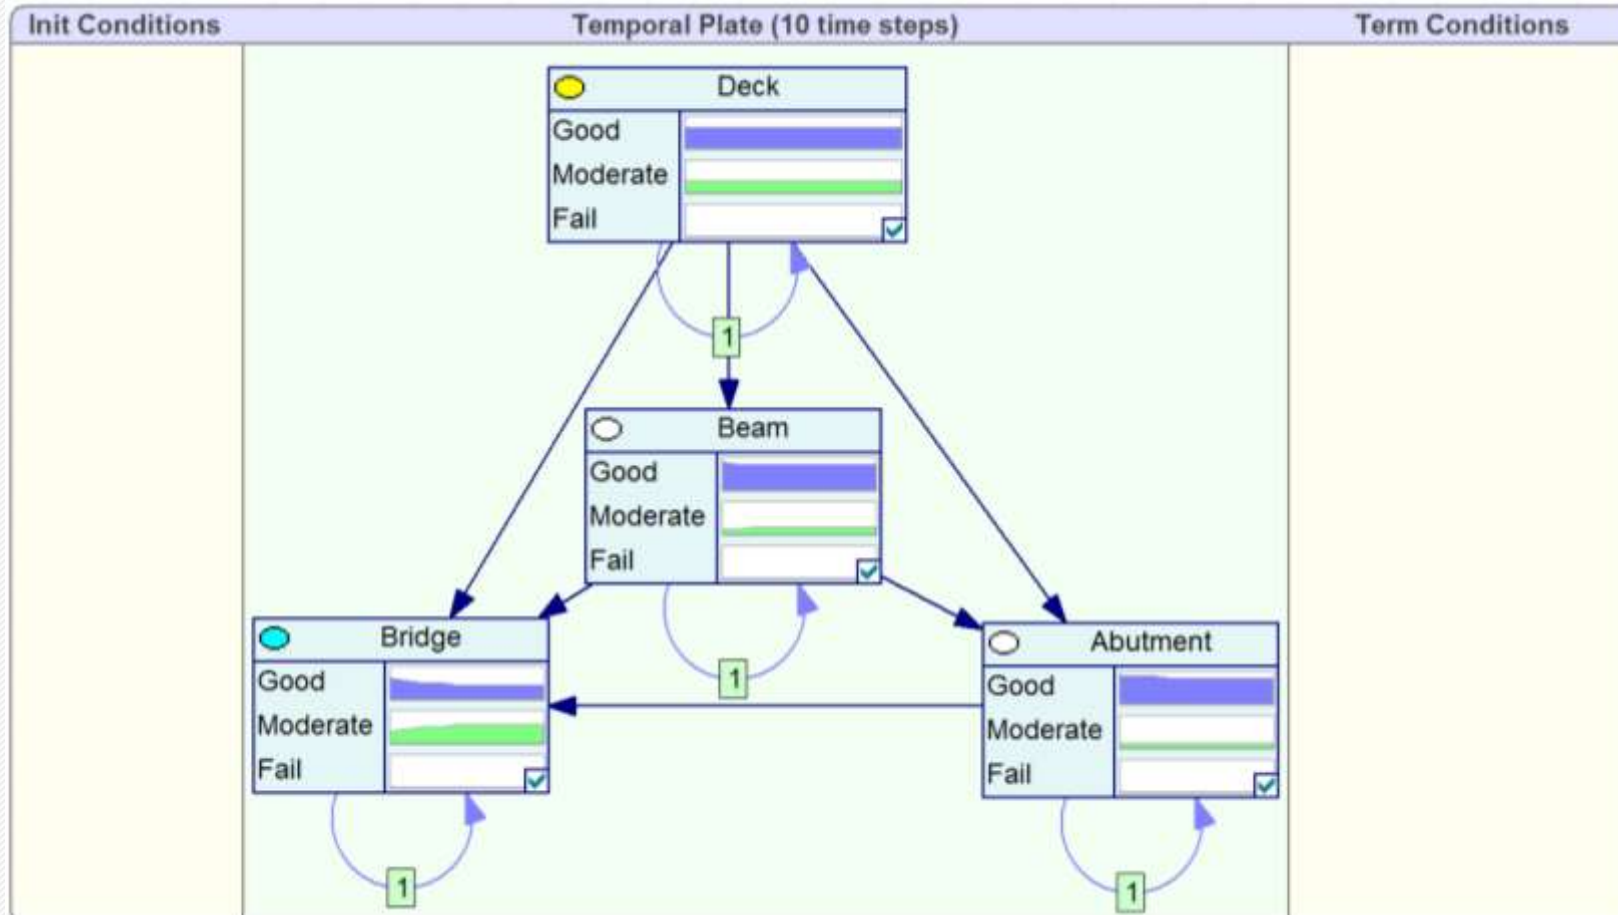 Init Conditions
Temporal Plate (10 time steps)
Term Conditions
Deck
Good
Moderate
Fail
1
Beam
Good
Moderate
Fail
1
Bridge
Good
Moderate
Fail
1
Abutment
Good
Moderate
Fail
1